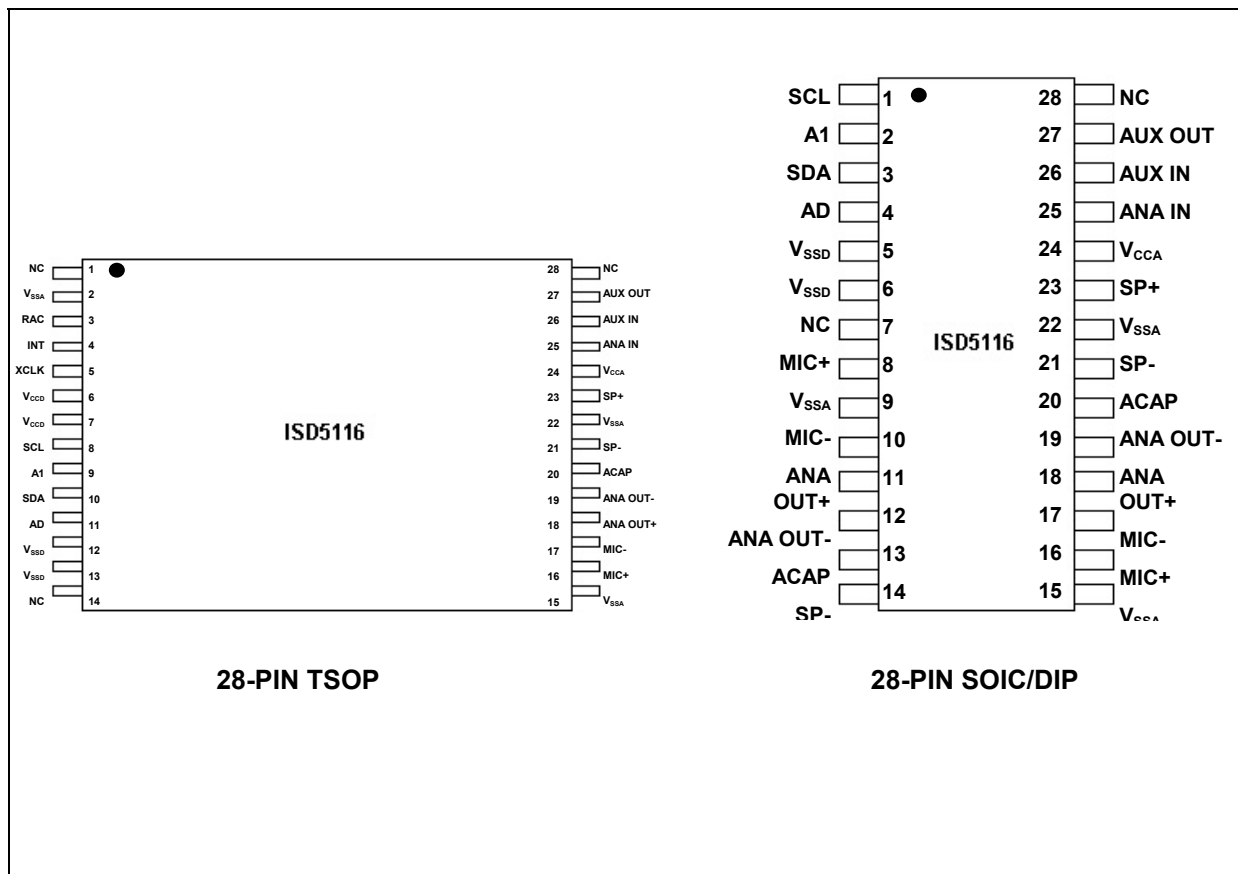 NC 1 28 NC
VSSA 2 27 AUX OUT
RAC 3 26 AUX IN
INT 4 25 ANA IN
XCLK 5 24 VCCA
VCCD 6 23 SP+
VCCD 7 22 VSSA
SCL 8 21 SP-
A1 9 20 ACAP
SDA 10 19 ANA OUT-
AD 11 18 ANA OUT+
VSSD 12 17 MIC-
VSSD 13 16 MIC+
NC 14 15 VSSA
ISD5116
28-PIN TSOP
SCL 1 28 NC
A1 2 27 AUX OUT
SDA 3 26 AUX IN
AD 4 25 ANA IN
VSSD 5 24 VCCA
VSSD 6 23 SP+
NC 7 22 VSSA
ISD5116
MIC+ 8 21 SP-
VSSA 9 20 ACAP
MIC- 10 19 ANA OUT-
ANA 11 18 ANA
OUT+ 12 17 OUT+
ANA OUT- 13 16 MIC-
ACAP 14 15 MIC+
SP- VSSA
28-PIN SOIC/DIP